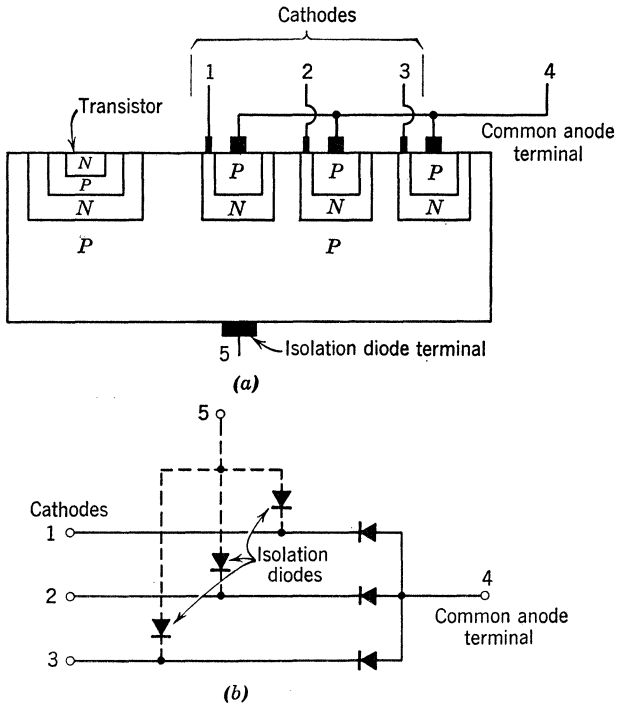 Cathodes
1 2 3 4
Transistor
Common anode
terminal
N
P
N
P
P
N
P
N
P
N
P
5
Isolation diode terminal
(a)
5
Cathodes
1
Isolation
diodes
2
4
Common anode
terminal
3
(b)